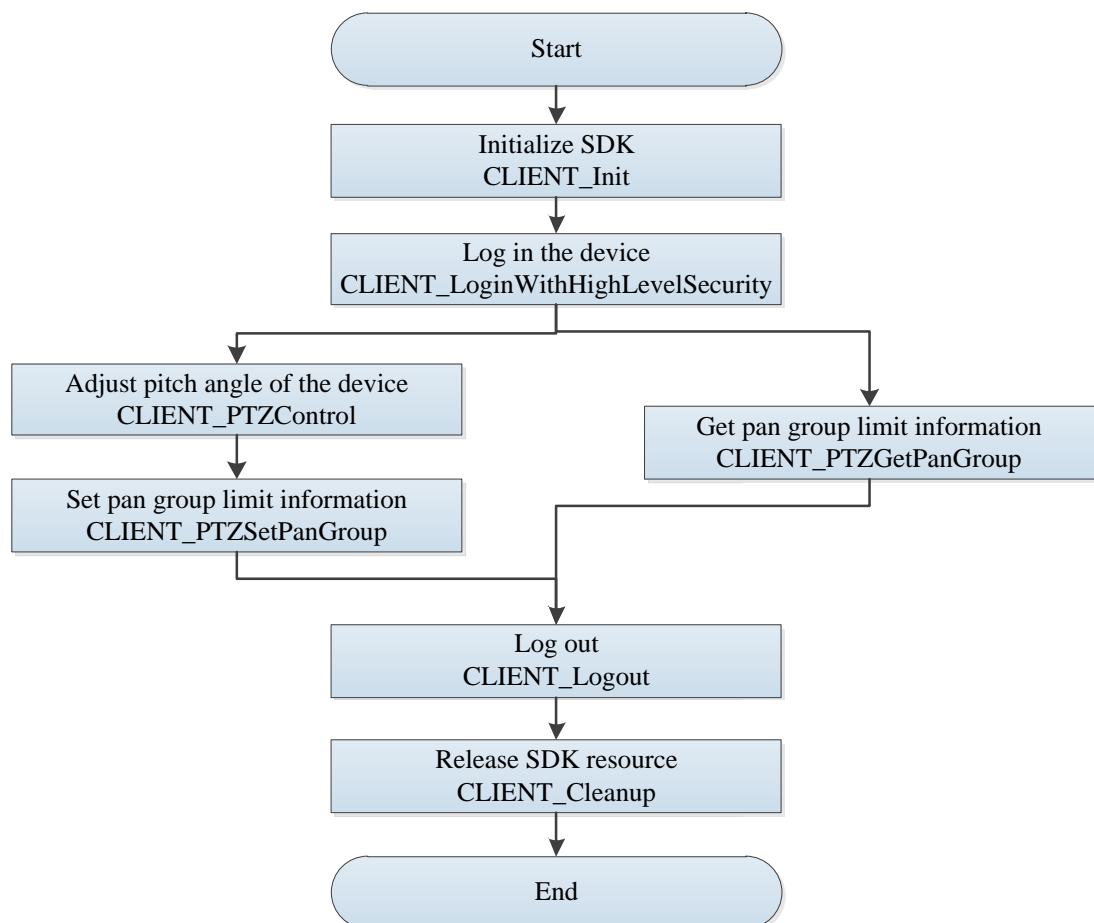 Start
Initialize SDK
CLIENT_Init
Log in the device
CLIENT_LoginWithHighLevelSecurity
Adjust pitch angle of the device
CLIENT_PTZControl
Get pan group limit information
CLIENT_PTZGetPanGroup
Set pan group limit information
CLIENT_PTZSetPanGroup
Log out
CLIENT_Logout
Release SDK resource
CLIENT_Cleanup
End